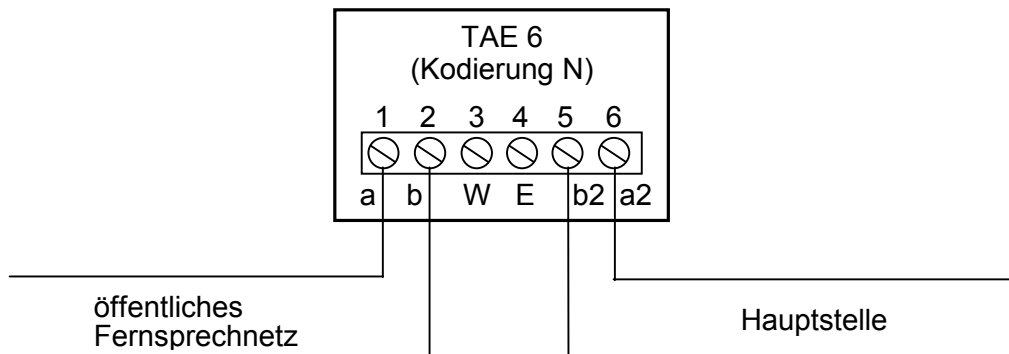 TAE 6
(Kodierung N)
1 2 3 4 5 6
a b W E b2 a2
öffentliches
Fernsprechnetz
Hauptstelle